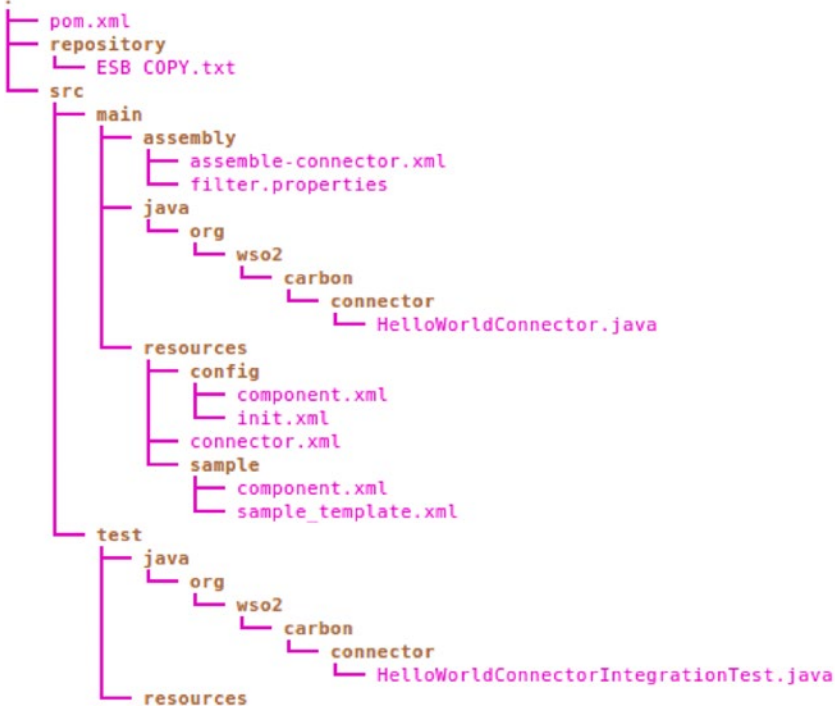 .
pom.xml
repository
ESB COPY.txt
src
main
assembly
assemble-connector.xml
filter.properties
java
org
wso2
carbon
connector
HelloWorldConnector.java
resources
config
component.xml
init.xml
connector.xml
sample
component.xml
sample_template.xml
test
java
org
wso2
carbon
connector
HelloWorldConnectorIntegrationTest.java
resources